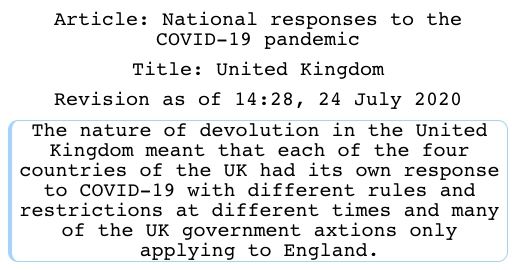 Article: National responses to the
COVID-19 pandemic
Title: United Kingdom
Revision as of 14:28, 24 July 2020
The nature of devolution in the United
Kingdom meant that each of the four
countries of the UK had its own response
to COVID-19 with different rules and
restrictions at different times and many
of the UK government axtions only
applying to England.